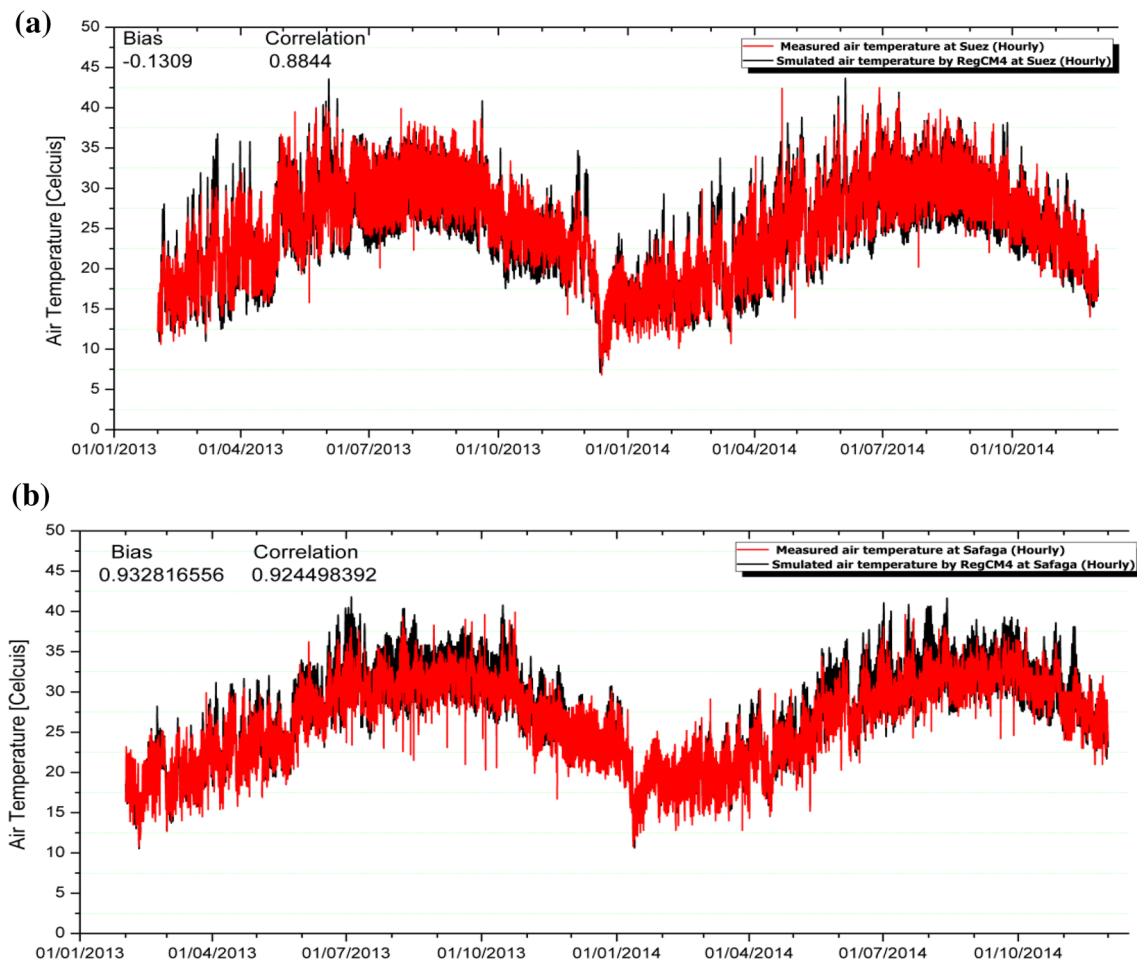 (a)
Bias Correlation
-0.1309 0.8844
Measured air temperature at Suez (Hourly)
Smulated air temperature by RegCM4 at Suez (Hourly)
Air Temperature [Celcuis]
50
45
40
35
30
25
20
15
10
5
0
01/01/2013 01/04/2013 01/07/2013 01/10/2013 01/01/2014 01/04/2014 01/07/2014 01/10/2014
(b)
Bias Correlation
0.932816556 0.924498392
Measured air temperature at Safaga (Hourly)
Smulated air temperature by RegCM4 at Safaga (Hourly)
Air Temperature [Celcuis]
50
45
40
35
30
25
20
15
10
5
0
01/01/2013 01/04/2013 01/07/2013 01/10/2013 01/01/2014 01/04/2014 01/07/2014 01/10/2014